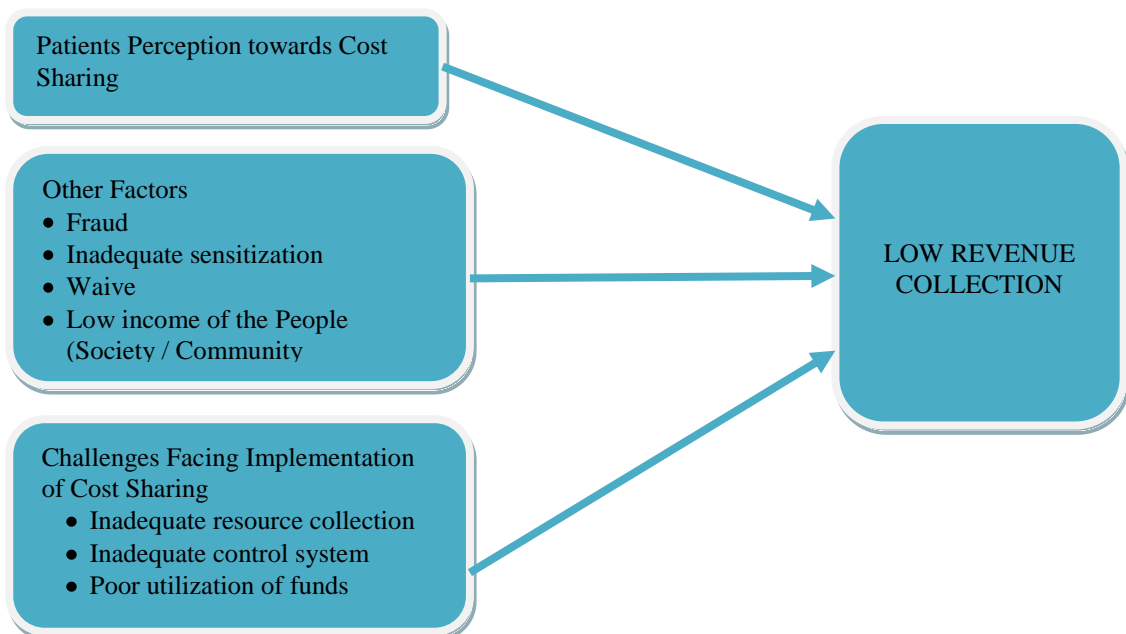 Patients Perception towards Cost
Sharing
Other Factors
• Fraud
• Inadequate sensitization
• Waive
• Low income of the People
(Society / Community
LOW REVENUE
COLLECTION
Challenges Facing Implementation
of Cost Sharing
• Inadequate resource collection
• Inadequate control system
• Poor utilization of funds